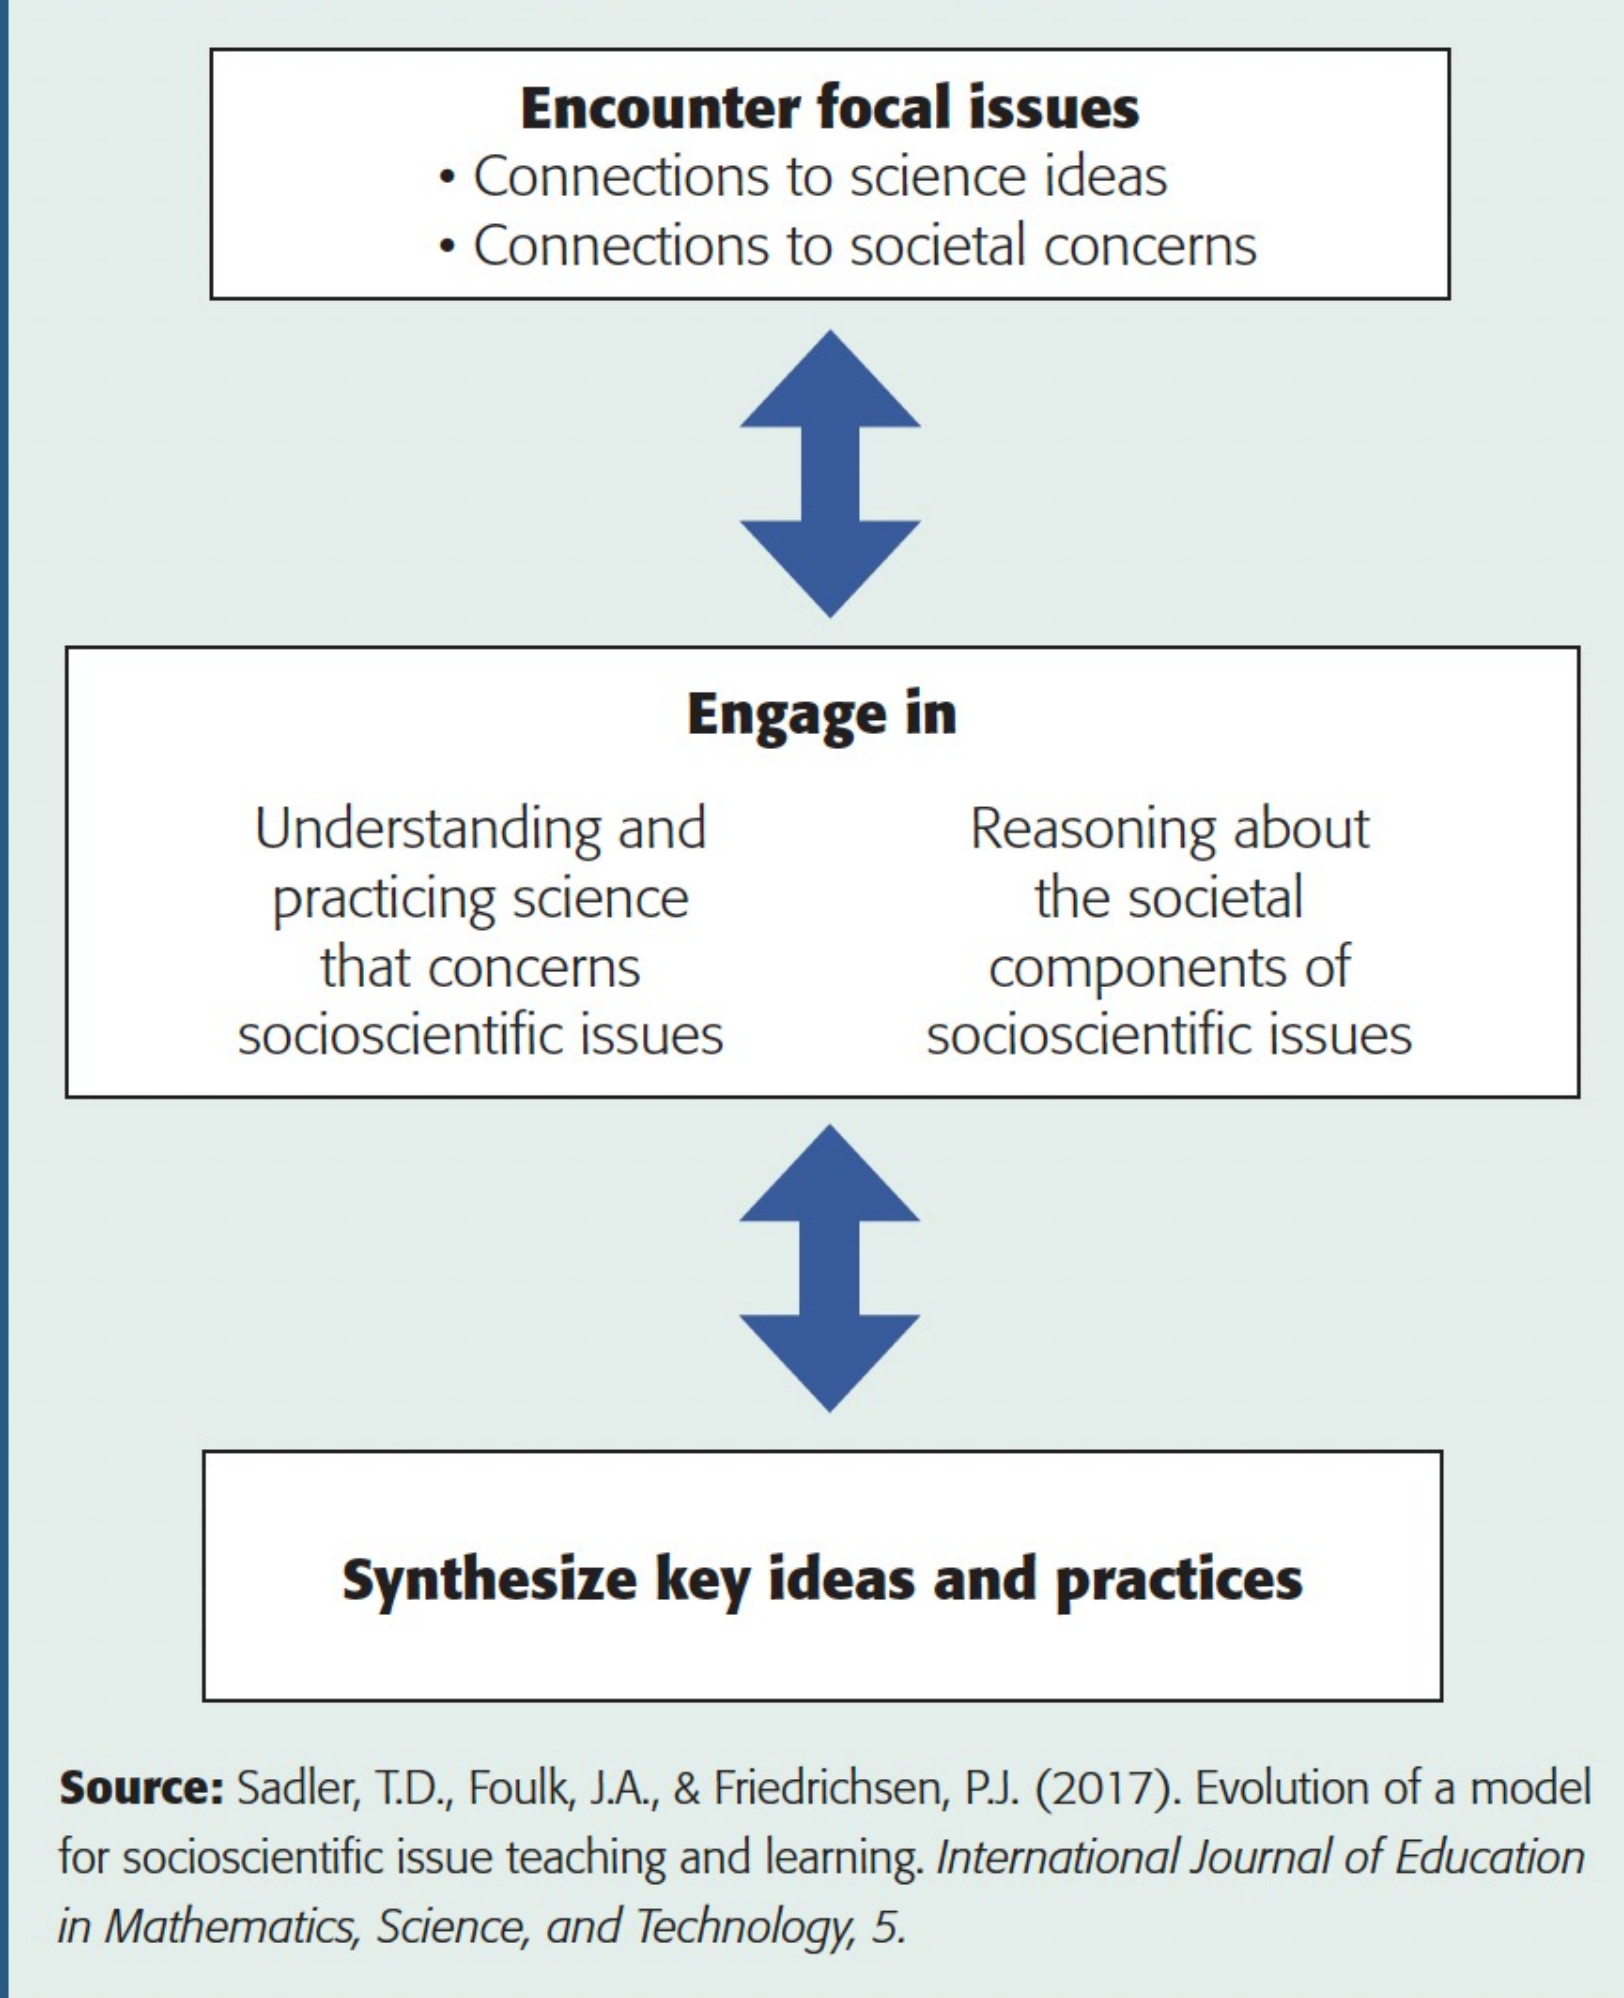 Encounter focal issues
• Connections to science ideas
• Connections to societal concerns
Engage in
Understanding and
practicing science
that concerns
socioscientific issues
Reasoning about
the societal
components of
socioscientific issues
Synthesize key ideas and practices
Source: Sadler, T.D., Foulk, J.A., & Friedrichsen, P.J. (2017). Evolution of a model
for socioscientific issue teaching and learning. International Journal of Education
in Mathematics, Science, and Technology, 5.